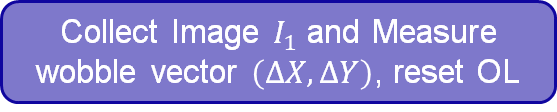 Collect Image I₁ and Measure
wobble vector (ΔX, ΔY), reset OL